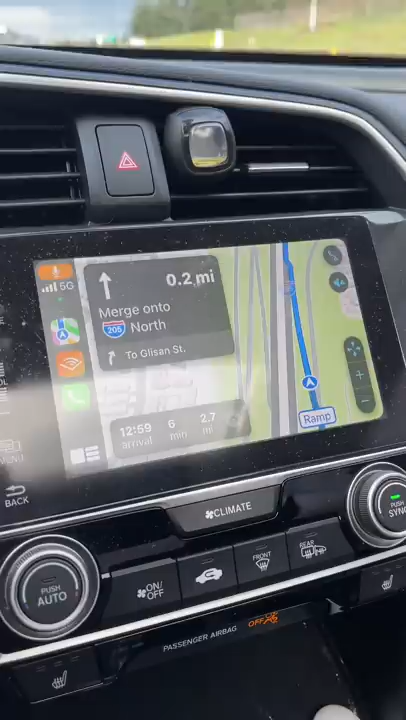 5G
0.2 mi
Merge onto
205 North
To Glisan St.
12:59 6 2.7
arrival min mi
Ramp
MENU
BACK
CLIMATE
PUSH
SYNC
PUSH
AUTO
ON/
OFF
FRONT
REAR
PASSENGER AIRBAG OFF